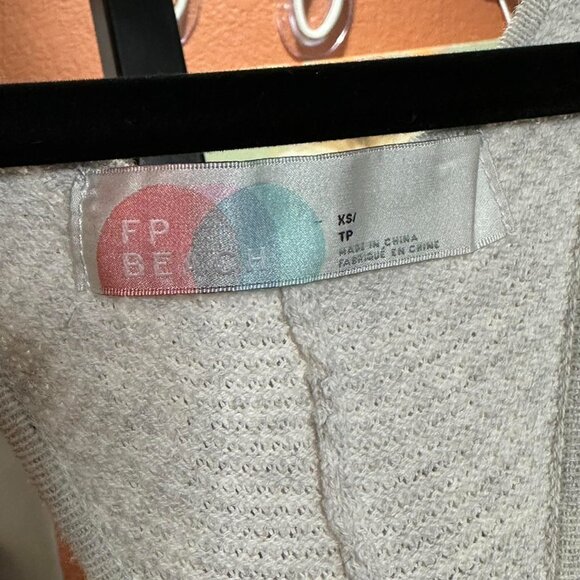 FP
BEACH
XS/
TP
MADE IN CHINA
FABRIQUÉ EN CHINE